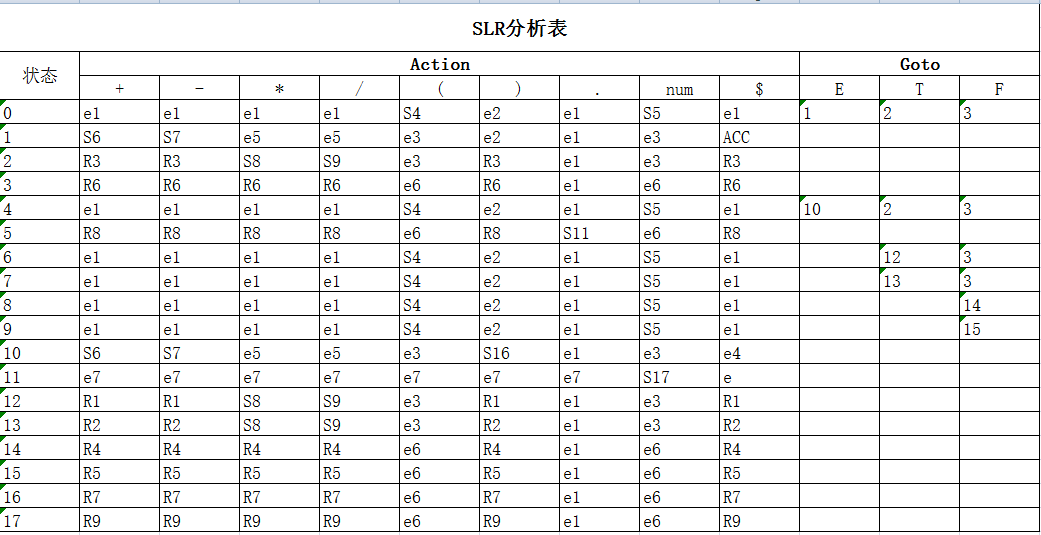 SLR分析表
状态 Action Goto
+ - * / ( ) . num $ E T F
0 e1 e1 e1 e1 S4 e2 e1 S5 e1 1 2 3
1 S6 S7 e5 e5 e3 e2 e1 e3 ACC
2 R3 R3 S8 S9 e3 R3 e1 e3 R3
3 R6 R6 R6 R6 e6 R6 e1 e6 R6
4 e1 e1 e1 e1 S4 e2 e1 S5 e1 10 2 3
5 R8 R8 R8 R8 e6 R8 S11 e6 R8
6 e1 e1 e1 e1 S4 e2 e1 S5 e1 12 3
7 e1 e1 e1 e1 S4 e2 e1 S5 e1 13 3
8 e1 e1 e1 e1 S4 e2 e1 S5 e1 14
9 e1 e1 e1 e1 S4 e2 e1 S5 e1 15
10 S6 S7 e5 e5 e3 S16 e1 e3 e4
11 e7 e7 e7 e7 e7 e7 e7 S17 e
12 R1 R1 S8 S9 e3 R1 e1 e3 R1
13 R2 R2 S8 S9 e3 R2 e1 e3 R2
14 R4 R4 R4 R4 e6 R4 e1 e6 R4
15 R5 R5 R5 R5 e6 R5 e1 e6 R5
16 R7 R7 R7 R7 e6 R7 e1 e6 R7
17 R9 R9 R9 R9 e6 R9 e1 e6 R9